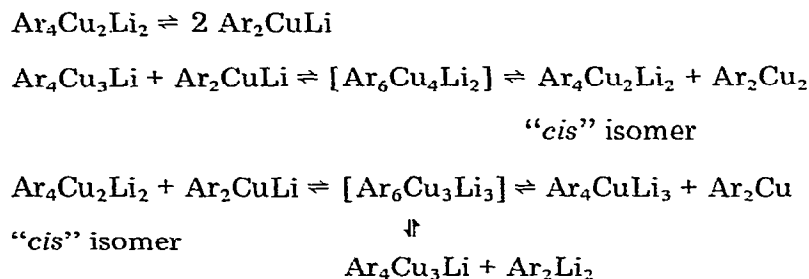 Ar₄Cu₂Li₂ ⇌ 2 Ar₂CuLi
Ar₄Cu₃Li + Ar₂CuLi ⇌ [Ar₆Cu₄Li₂] ⇌ Ar₄Cu₂Li₂ + Ar₂Cu₂
“cis” isomer
Ar₄Cu₂Li₂ + Ar₂CuLi ⇌ [Ar₆Cu₃Li₃] ⇌ Ar₄CuLi₃ + Ar₂Cu
“cis” isomer ⥮
Ar₄Cu₃Li + Ar₂Li₂